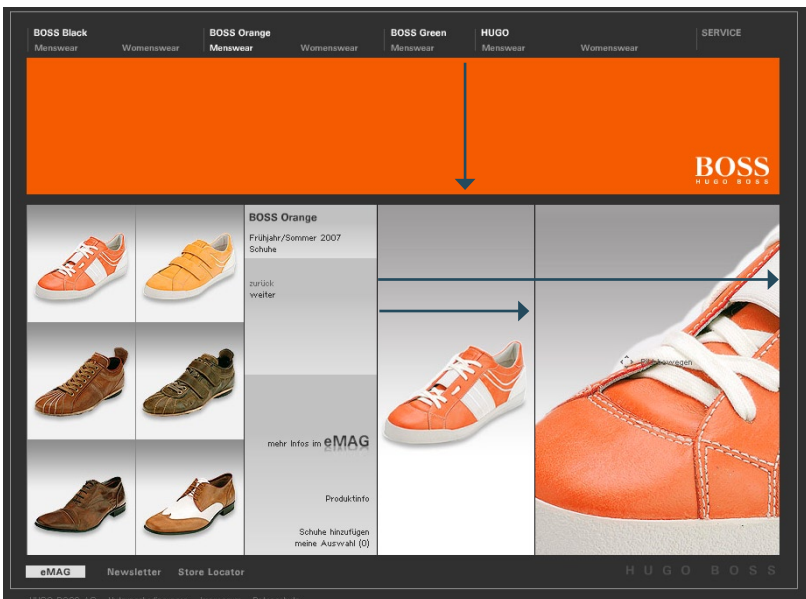 BOSS Black
BOSS Orange
BOSS Green
HUGO
SERVICE
Menswear
Womenswear
Menswear
Womenswear
Menswear
Menswear
Womenswear
BOSS
HUGO BOSS
BOSS Orange
Frühjahr/Sommer 2007
Schuhe
zurück
weiter
mehr Infos im eMAG
Produktinfo
Schuhe hinzufügen
meine Auswahl (0)
eMAG
Newsletter
Store Locator
HUGO BOSS